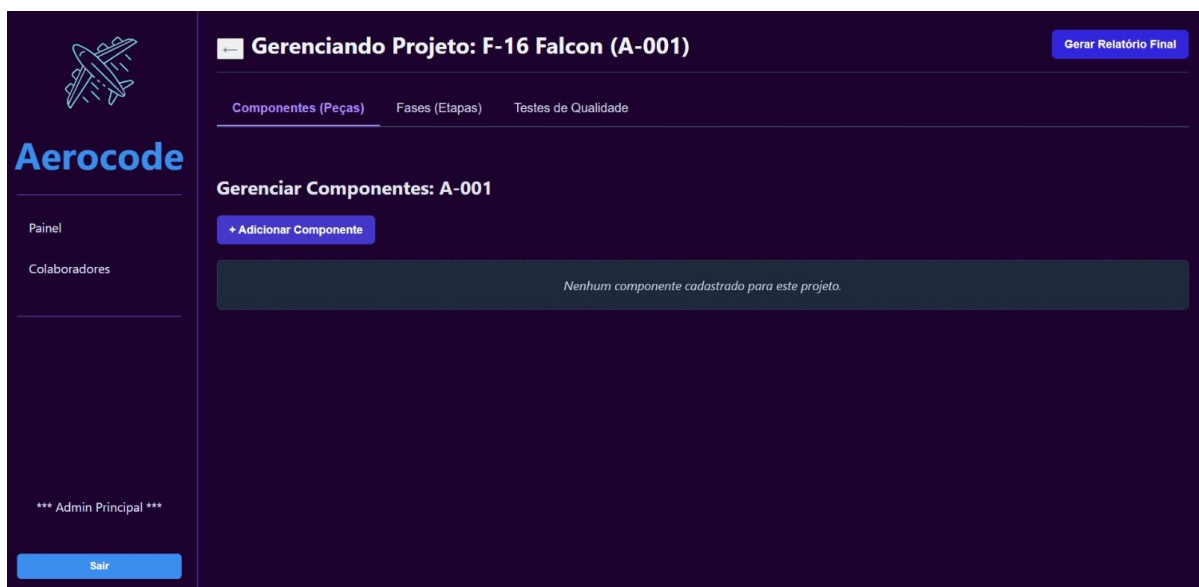 Aerocode
Painel
Colaboradores
*** Admin Principal ***
Sair
← Gerenciando Projeto: F-16 Falcon (A-001)
Gerar Relatório Final
Componentes (Peças)
Fases (Etapas)
Testes de Qualidade
Gerenciar Componentes: A-001
+ Adicionar Componente
Nenhum componente cadastrado para este projeto.